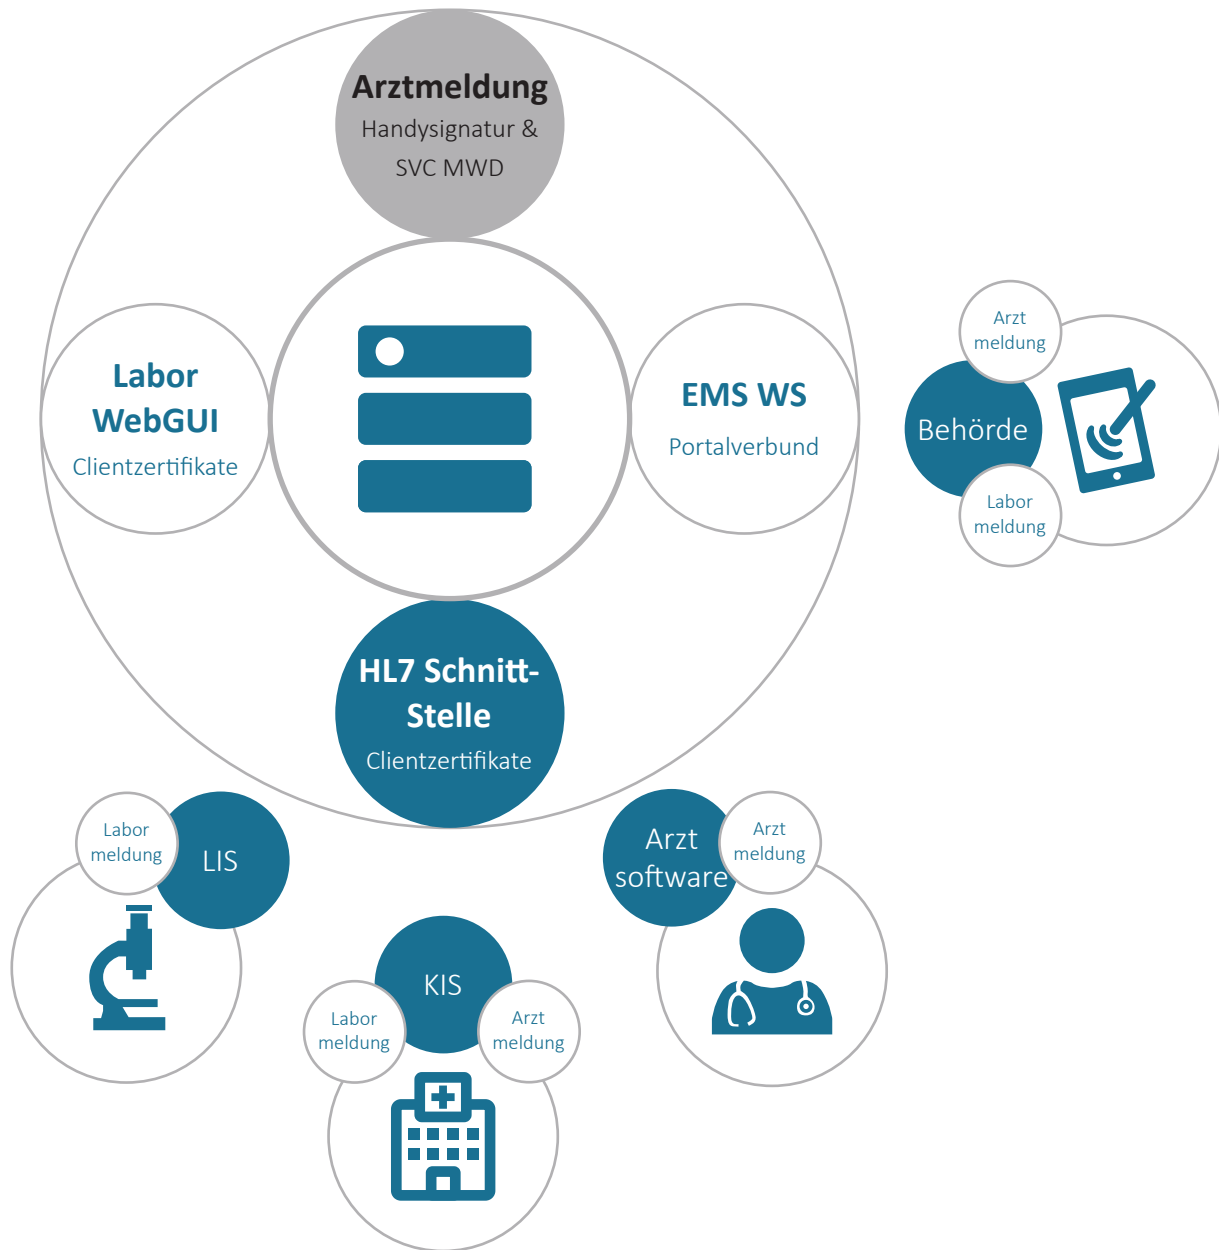 Arztmeldung
Handysignatur &
SVC MWD
Labor
WebGUI
Clientzertifikate
EMS WS
Portalverbund
HL7 Schnitt-
Stelle
Clientzertifikate
Arzt
meldung
Behörde
Labor
meldung
Labor
meldung
LIS
Labor
meldung
KIS
Arzt
meldung
Arzt
software
Arzt
meldung